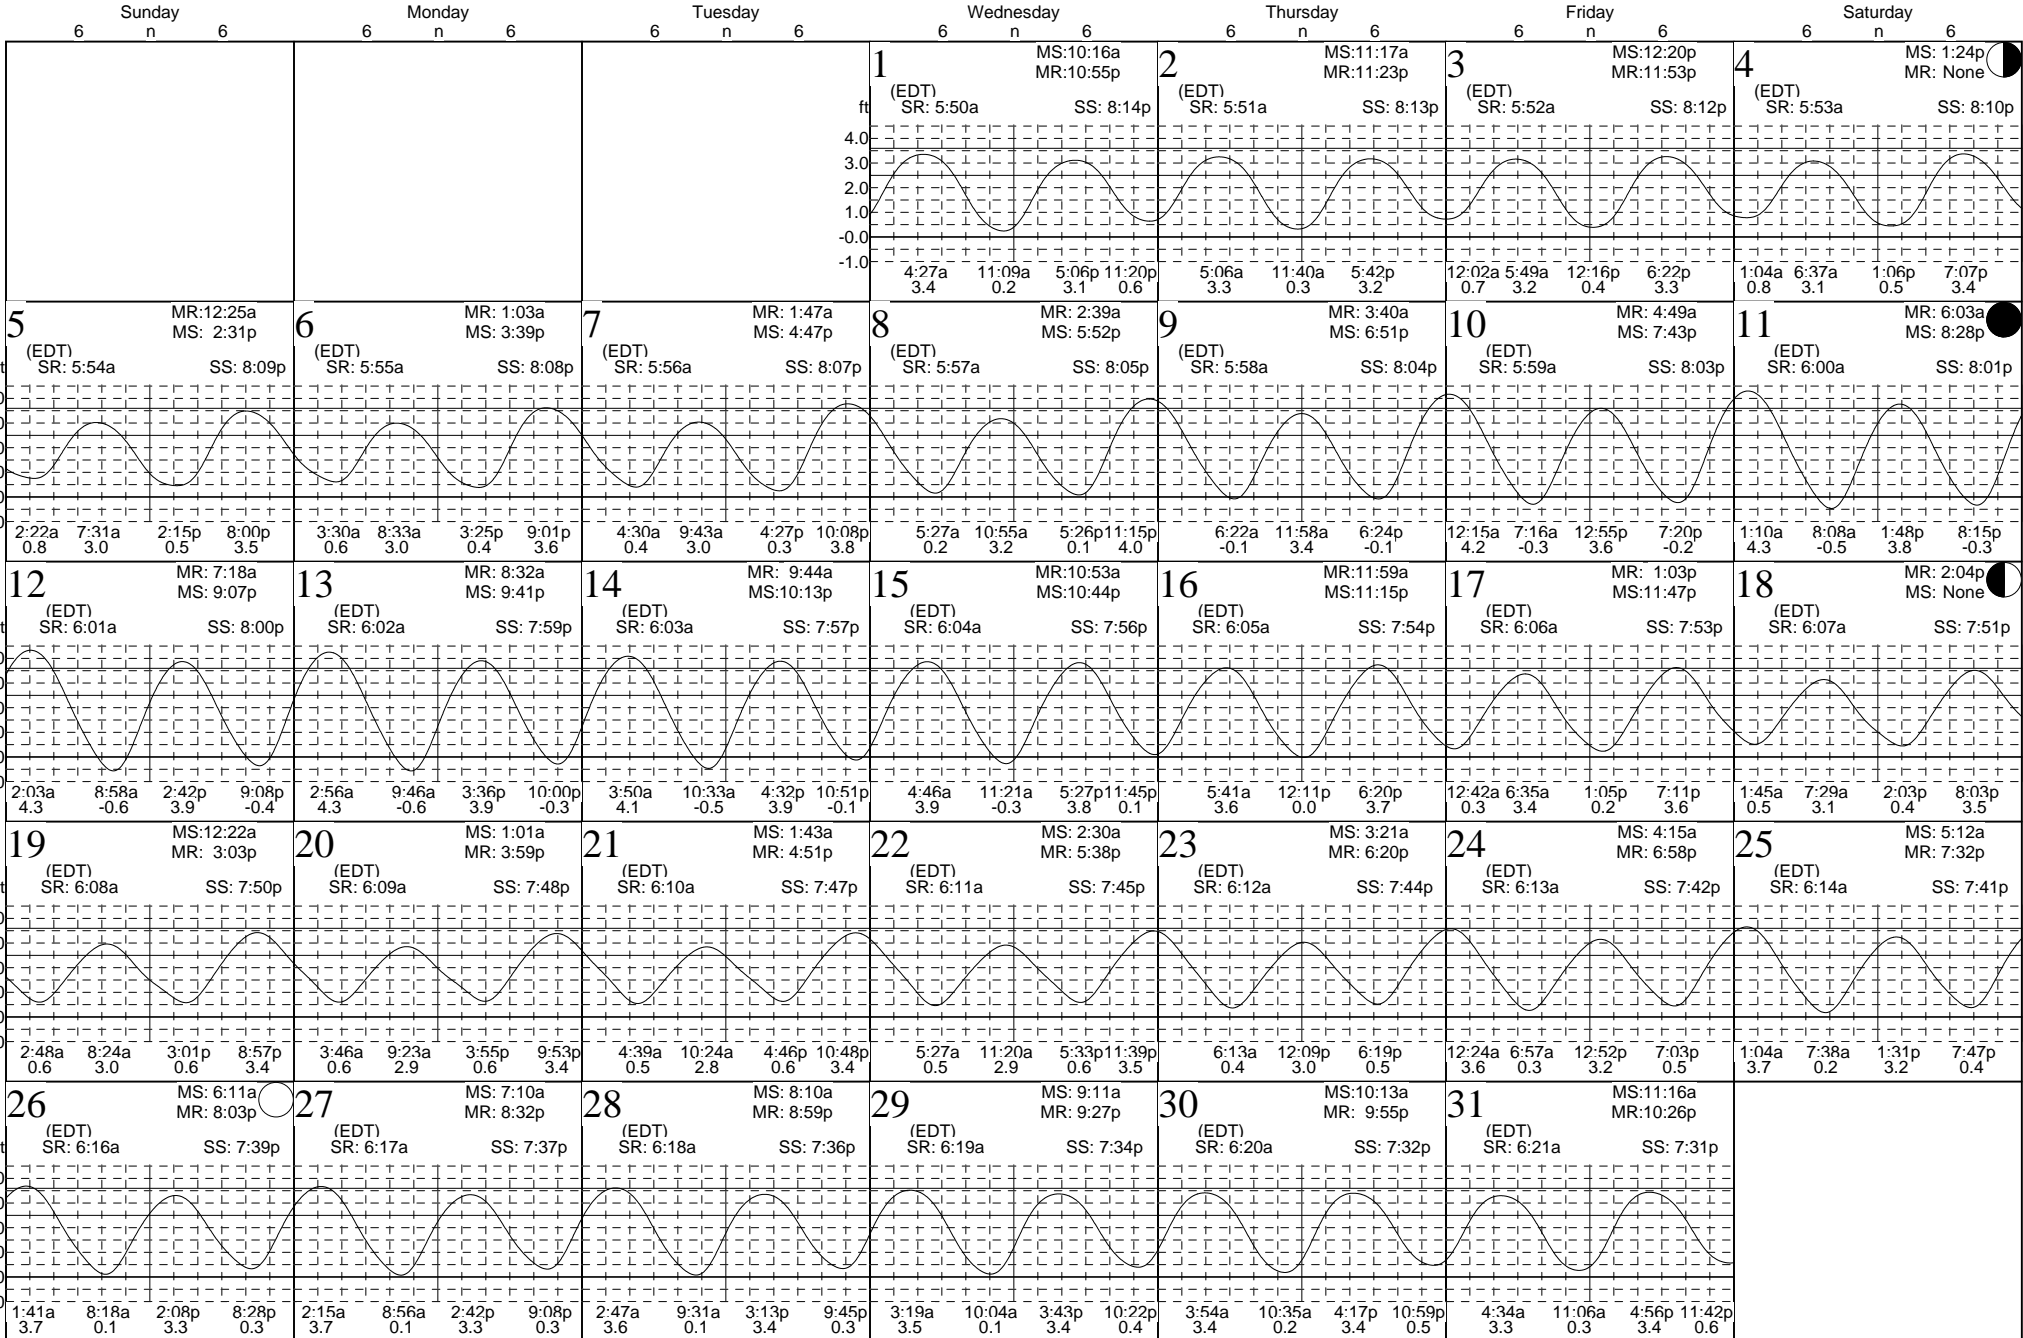 Sunday Monday Tuesday Wednesday Thursday Friday Saturday
6 n 6 6 n 6 6 n 6 6 n 6 6 n 6 6 n 6 6 n 6
1
MS:10:16a
MR:10:55p
(EDT)
SR: 5:50a SS: 8:14p
ft
4.0
3.0
2.0
1.0
-0.0
-1.0
4:27a 11:09a 5:06p 11:20p
3.4 0.2 3.1 0.6
2
MS:11:17a
MR:11:23p
(EDT)
SR: 5:51a SS: 8:13p
5:06a 11:40a 5:42p
3.3 0.3 3.2
3
MS:12:20p
MR:11:53p
(EDT)
SR: 5:52a SS: 8:12p
12:02a 5:49a 12:16p 6:22p
0.7 3.2 0.4 3.3
4
MS: 1:24p
MR: None
(EDT)
SR: 5:53a SS: 8:10p
1:04a 6:37a 1:06p 7:07p
0.8 3.1 0.5 3.4
5
MR:12:25a
MS: 2:31p
(EDT)
SR: 5:54a SS: 8:09p
2:22a 7:31a 2:15p 8:00p
0.8 3.0 0.5 3.5
6
MR: 1:03a
MS: 3:39p
(EDT)
SR: 5:55a SS: 8:08p
3:30a 8:33a 3:25p 9:01p
0.6 3.0 0.4 3.6
7
MR: 1:47a
MS: 4:47p
(EDT)
SR: 5:56a SS: 8:07p
4:30a 9:43a 4:27p 10:08p
0.4 3.0 0.3 3.8
8
MR: 2:39a
MS: 5:52p
(EDT)
SR: 5:57a SS: 8:05p
5:27a 10:55a 5:26p 11:15p
0.2 3.2 0.1 4.0
9
MR: 3:40a
MS: 6:51p
(EDT)
SR: 5:58a SS: 8:04p
6:22a 11:58a 6:24p
-0.1 3.4 -0.1
10
MR: 4:49a
MS: 7:43p
(EDT)
SR: 5:59a SS: 8:03p
12:15a 7:16a 12:55p 7:20p
4.2 -0.3 3.6 -0.2
11
MR: 6:03a
MS: 8:28p
(EDT)
SR: 6:00a SS: 8:01p
1:10a 8:08a 1:48p 8:15p
4.3 -0.5 3.8 -0.3
12
MR: 7:18a
MS: 9:07p
(EDT)
SR: 6:01a SS: 8:00p
2:03a 8:58a 2:42p 9:08p
4.3 -0.6 3.9 -0.4
13
MR: 8:32a
MS: 9:41p
(EDT)
SR: 6:02a SS: 7:59p
2:56a 9:46a 3:36p 10:00p
4.3 -0.6 3.9 -0.3
14
MR: 9:44a
MS:10:13p
(EDT)
SR: 6:03a SS: 7:57p
3:50a 10:33a 4:32p 10:51p
4.1 -0.5 3.9 -0.1
15
MR:10:53a
MS:10:44p
(EDT)
SR: 6:04a SS: 7:56p
4:46a 11:21a 5:27p 11:45p
3.9 -0.3 3.8 0.1
16
MR:11:59a
MS:11:15p
(EDT)
SR: 6:05a SS: 7:54p
5:41a 12:11p 6:20p
3.6 0.0 3.7
17
MR: 1:03p
MS:11:47p
(EDT)
SR: 6:06a SS: 7:53p
12:42a 6:35a 1:05p 7:11p
0.3 3.4 0.2 3.6
18
MR: 2:04p
MS: None
(EDT)
SR: 6:07a SS: 7:51p
1:45a 7:29a 2:03p 8:03p
0.5 3.1 0.4 3.5
19
MS:12:22a
MR: 3:03p
(EDT)
SR: 6:08a SS: 7:50p
2:48a 8:24a 3:01p 8:57p
0.6 3.0 0.6 3.4
20
MS: 1:01a
MR: 3:59p
(EDT)
SR: 6:09a SS: 7:48p
3:46a 9:23a 3:55p 9:53p
0.6 2.9 0.6 3.4
21
MS: 1:43a
MR: 4:51p
(EDT)
SR: 6:10a SS: 7:47p
4:39a 10:24a 4:46p 10:48p
0.5 2.8 0.6 3.4
22
MS: 2:30a
MR: 5:38p
(EDT)
SR: 6:11a SS: 7:45p
5:27a 11:20a 5:33p 11:39p
0.5 2.9 0.6 3.5
23
MS: 3:21a
MR: 6:20p
(EDT)
SR: 6:12a SS: 7:44p
6:13a 12:09p 6:19p
0.4 3.0 0.5
24
MS: 4:15a
MR: 6:58p
(EDT)
SR: 6:13a SS: 7:42p
12:24a 6:57a 12:52p 7:03p
3.6 0.3 3.2 0.5
25
MS: 5:12a
MR: 7:32p
(EDT)
SR: 6:14a SS: 7:41p
1:04a 7:38a 1:31p 7:47p
3.7 0.2 3.2 0.4
26
MS: 6:11a
MR: 8:03p
(EDT)
SR: 6:16a SS: 7:39p
1:41a 8:18a 2:08p 8:28p
3.7 0.1 3.3 0.3
27
MS: 7:10a
MR: 8:32p
(EDT)
SR: 6:17a SS: 7:37p
2:15a 8:56a 2:42p 9:08p
3.7 0.1 3.3 0.3
28
MS: 8:10a
MR: 8:59p
(EDT)
SR: 6:18a SS: 7:36p
2:47a 9:31a 3:13p 9:45p
3.6 0.1 3.4 0.3
29
MS: 9:11a
MR: 9:27p
(EDT)
SR: 6:19a SS: 7:34p
3:19a 10:04a 3:43p 10:22p
3.5 0.1 3.4 0.4
30
MS:10:13a
MR: 9:55p
(EDT)
SR: 6:20a SS: 7:32p
3:54a 10:35a 4:17p 10:59p
3.4 0.2 3.4 0.5
31
MS:11:16a
MR:10:26p
(EDT)
SR: 6:21a SS: 7:31p
4:34a 11:06a 4:56p 11:42p
3.3 0.3 3.4 0.6